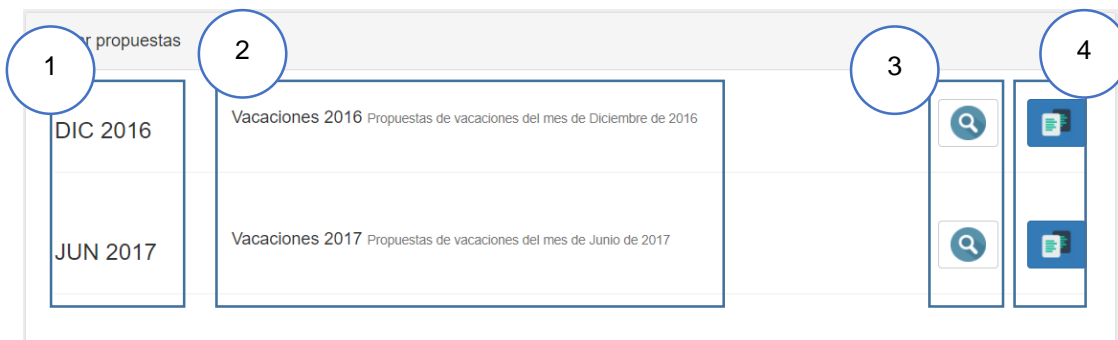 propuestas
1
2
3
4
DIC 2016
Vacaciones 2016 Propuestas de vacaciones del mes de Diciembre de 2016
JUN 2017
Vacaciones 2017 Propuestas de vacaciones del mes de Junio de 2017